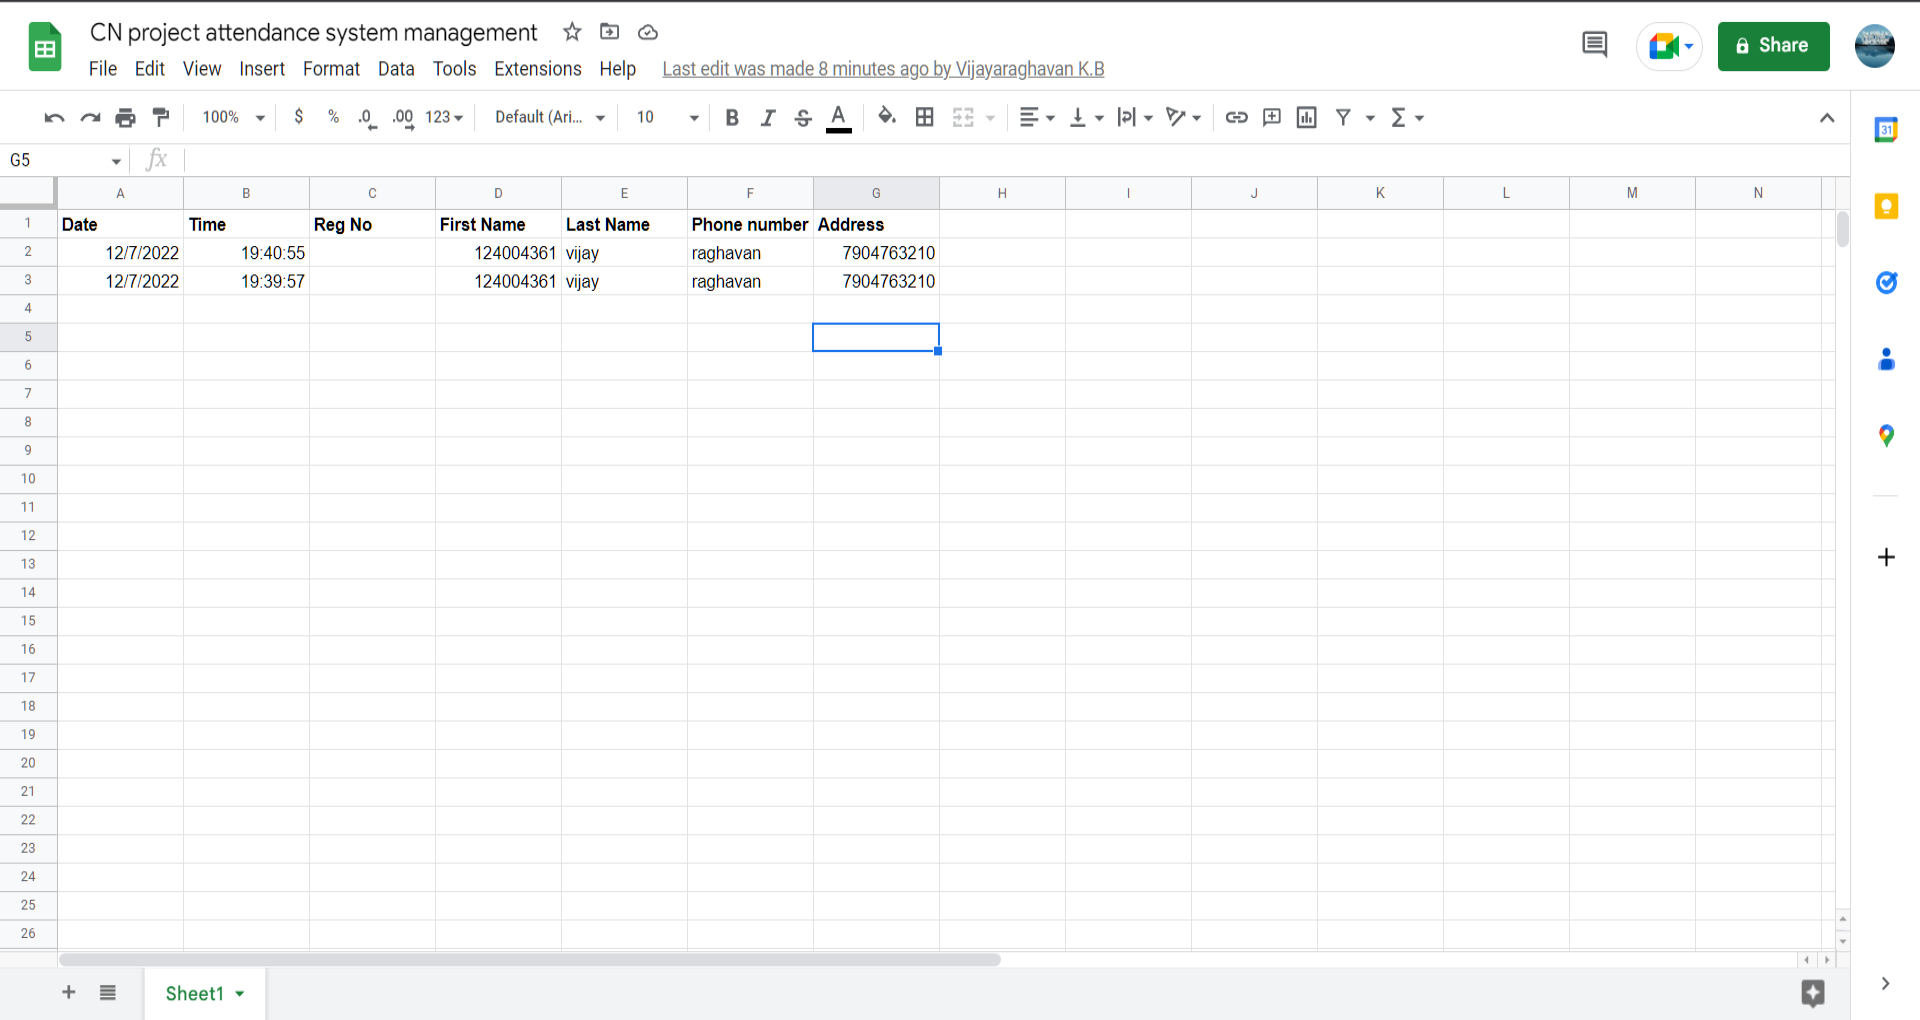 CN project attendance system management
File Edit View Insert Format Data Tools Extensions Help Last edit was made 8 minutes ago by Vijayaraghavan K.B
Share
100% $ % .0 .00 123 Default (Ari... 10 B I S A
31
G5 fx
A B C D E F G H I J K L M N
1 Date Time Reg No First Name Last Name Phone number Address
2 12/7/2022 19:40:55 124004361 vijay raghavan 7904763210
3 12/7/2022 19:39:57 124004361 vijay raghavan 7904763210
4
5
6
7
8
9
10
11
12
13
14
15
16
17
18
19
20
21
22
23
24
25
26
Sheet1